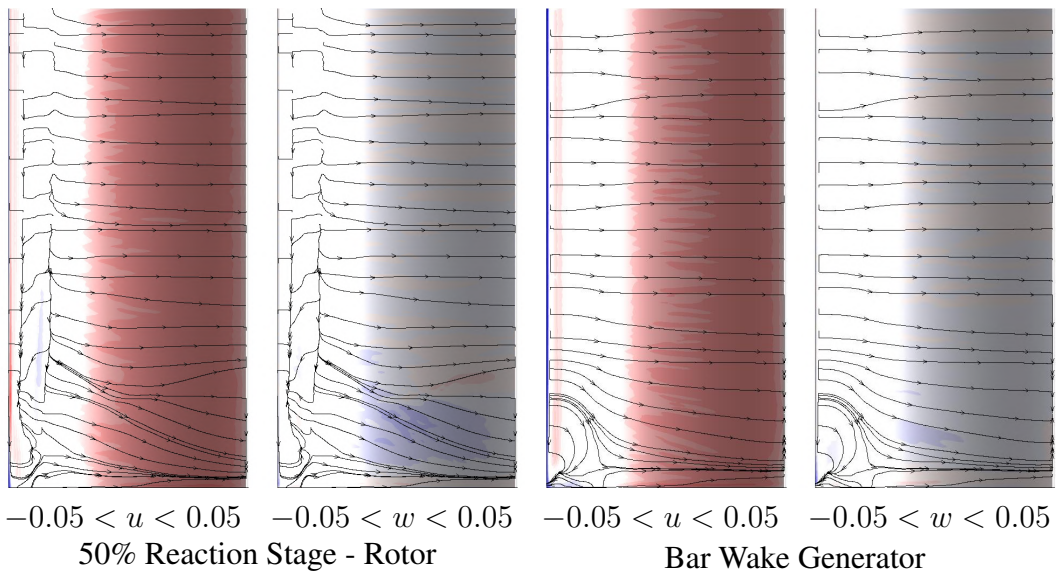 −0.05 < u < 0.05 −0.05 < w < 0.05 −0.05 < u < 0.05 −0.05 < w < 0.05
50% Reaction Stage - Rotor Bar Wake Generator